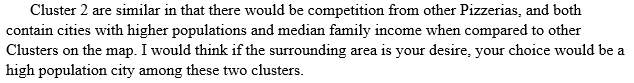 Cluster 2 are similar in that there would be competition from other Pizzerias, and both
contain cities with higher populations and median family income when compared to other
Clusters on the map. I would think if the surrounding area is your desire, your choice would be a
high population city among these two clusters.